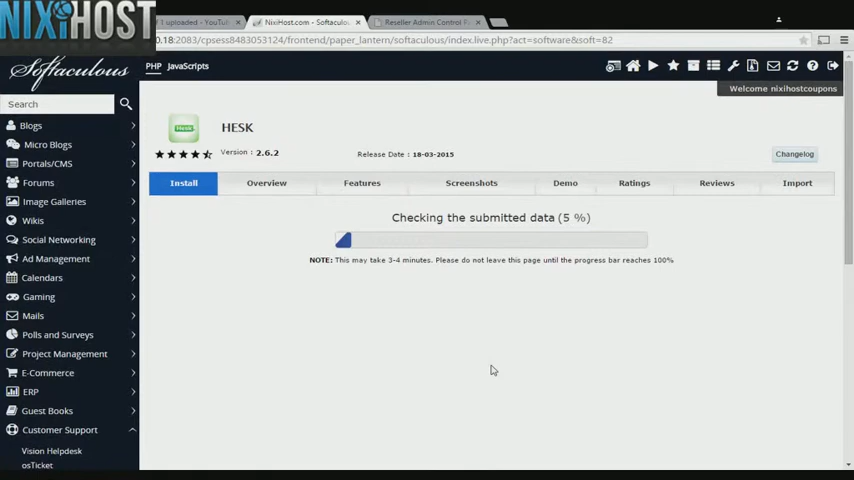 NIXIHOST
1 uploaded - YouTu
NixiHost.com - Softaculou
Reseller Admin Control P
0.18:2083/cpsess8483053124/frontend/paper_lantern/softaculous/index.live.php?act=software&soft=82
Softaculous
PHP JavaScripts
Welcome nixihostcoupons
Search
HESK
HESK
Version : 2.6.2
Release Date : 18-03-2015
Changelog
Install Overview Features Screenshots Demo Ratings Reviews Import
Checking the submitted data (5 %)
NOTE: This may take 3-4 minutes. Please do not leave this page until the progress bar reaches 100%
Blogs
Micro Blogs
Portals/CMS
Forums
Image Galleries
Wikis
Social Networking
Ad Management
Calendars
Gaming
Mails
Polls and Surveys
Project Management
E-Commerce
ERP
Guest Books
Customer Support
Vision Helpdesk
osTicket